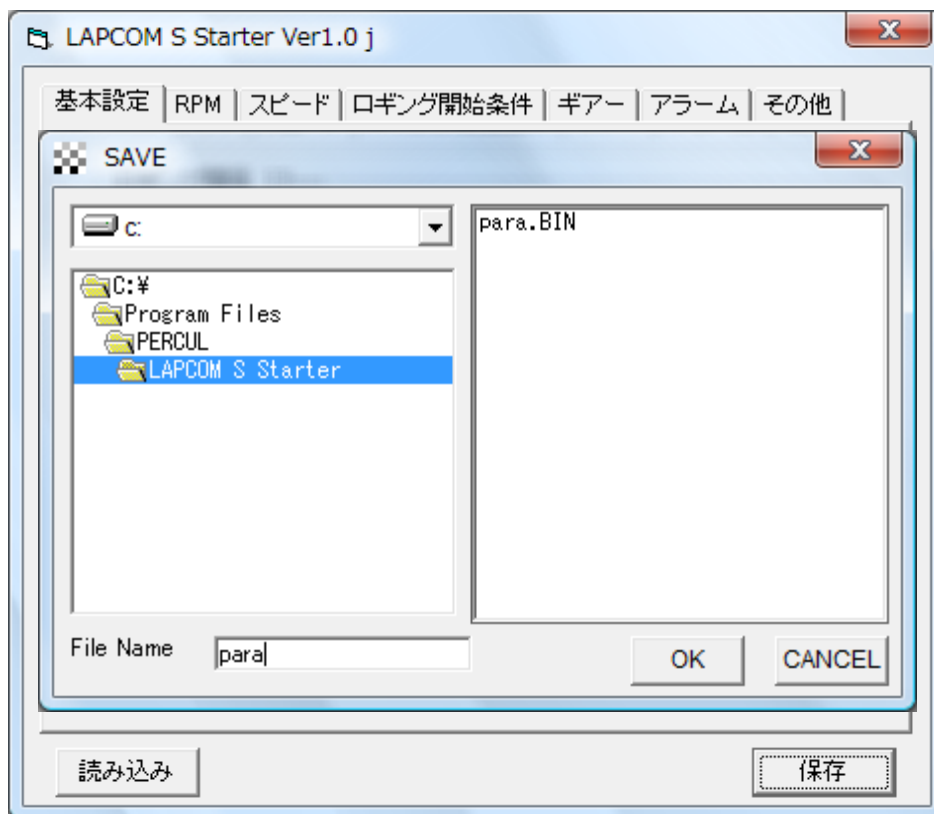 LAPCOM S Starter Ver1.0 j
基本設定 RPM スピード ロギング開始条件 ギアー アラーム その他
SAVE
c:
para.BIN
C:¥
Program Files
PERCUL
LAPCOM S Starter
File Name para
OK CANCEL
読み込み 保存